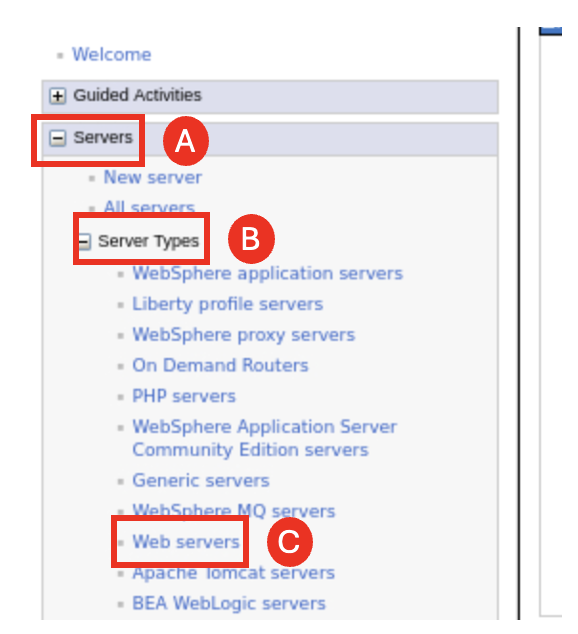 Welcome
Guided Activities
Servers
A
New server
All servers
Server Types
B
WebSphere application servers
Liberty profile servers
WebSphere proxy servers
On Demand Routers
PHP servers
WebSphere Application Server
Community Edition servers
Generic servers
WebSphere MQ servers
Web servers
C
Apache Tomcat servers
BEA WebLogic servers